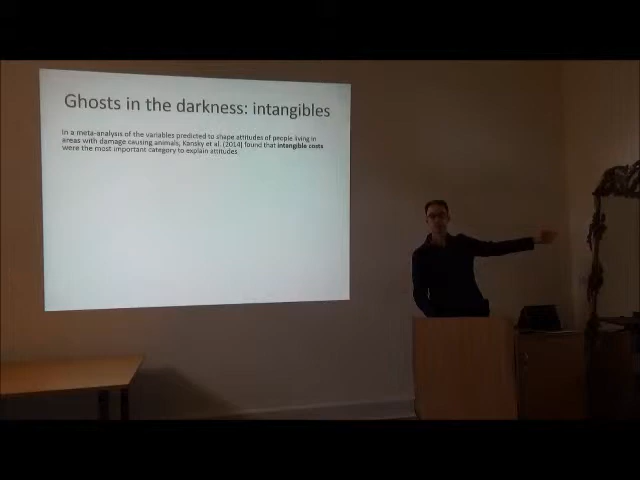 Ghosts in the darkness: intangibles
In a meta-analysis of the variables predicted to shape attitudes of people living in
areas with damage causing animals, Kansky et al. (2014) found that intangible costs
were the most important category to explain attitudes